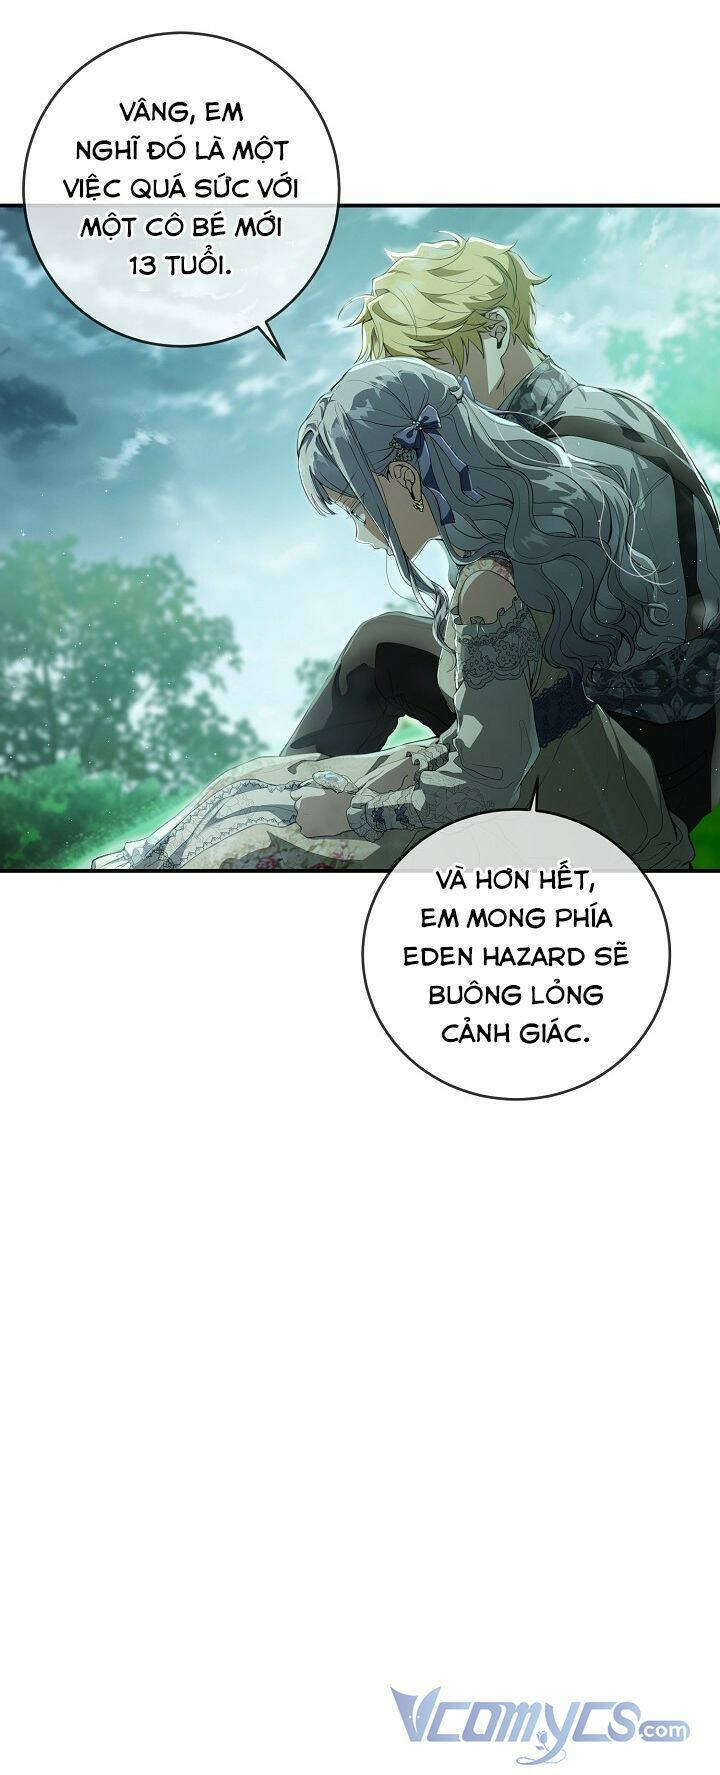 VÂNG, EM
NGHĨ ĐÓ LÀ MỘT
VIỆC QUÁ SỨC VỚI
MỘT CÔ BÉ MỚI
13 TUỔI.
VÀ HƠN HẾT,
EM MONG PHÍA
EDEN HAZARD SẼ
BUÔNG LỎNG
CẢNH GIÁC.
VCOMYCS.com